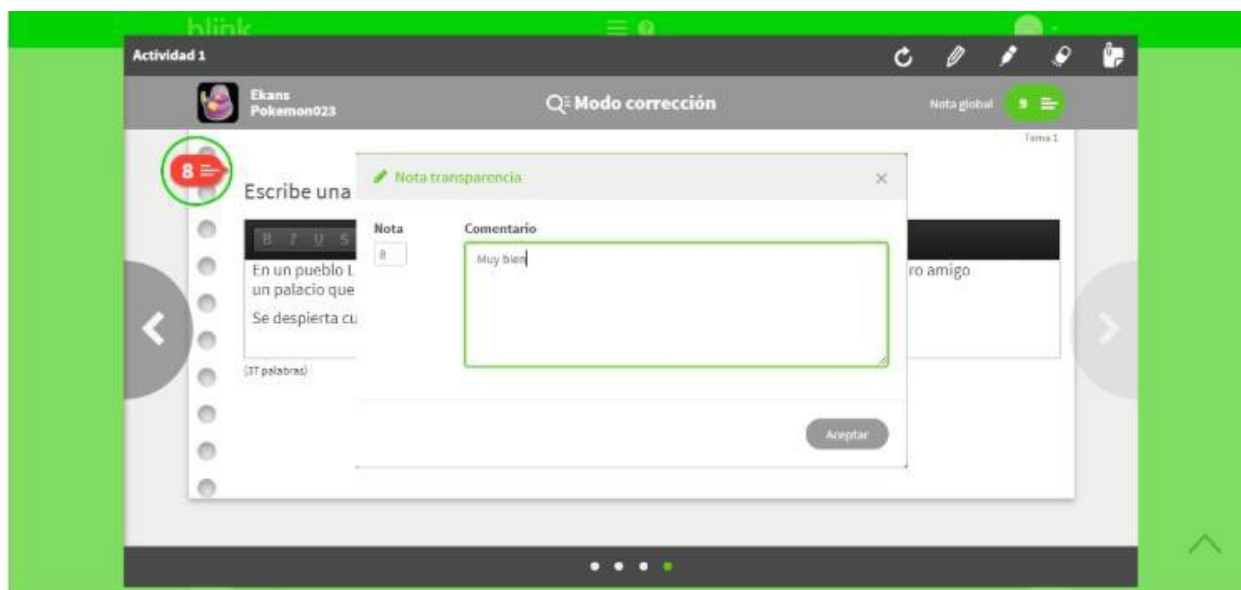 blink
Actividad 1
Ekans
Pokemon023
Modo corrección
Nota global 9
Tema 1
8
Nota transparencia
Escribe una
Nota
Comentario
B I U S
8
Muy bien
En un pueblo L
ro amigo
un palacio que
Se despierta cu
(37 palabras)
Aceptar